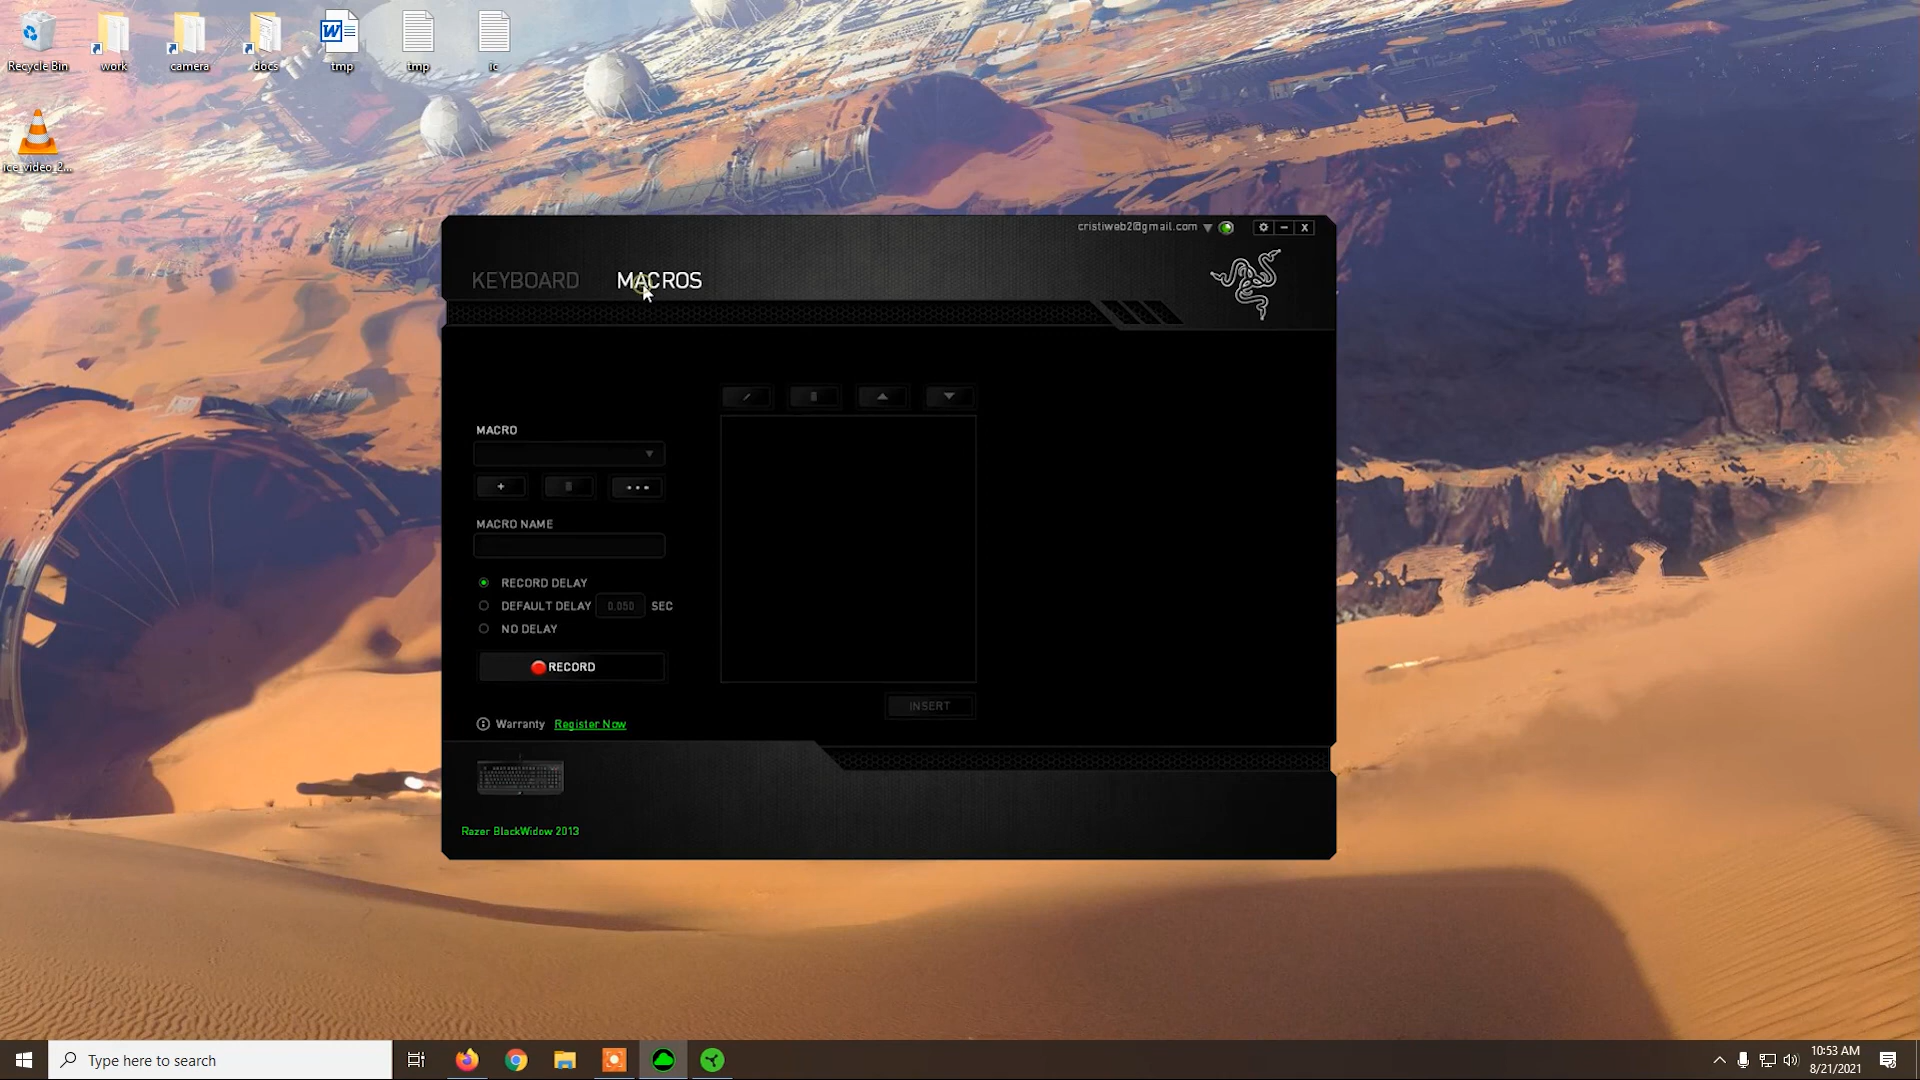 Recycle Bin
work
camera
docs
tmp
tmp
ic
ice_video_2...
cristiweb2@gmail.com
KEYBOARD
MACROS
MACRO
MACRO NAME
RECORD DELAY
DEFAULT DELAY 0.050 SEC
NO DELAY
RECORD
INSERT
Warranty Register Now
Razer BlackWidow 2013
Type here to search
10:53 AM
8/21/2021